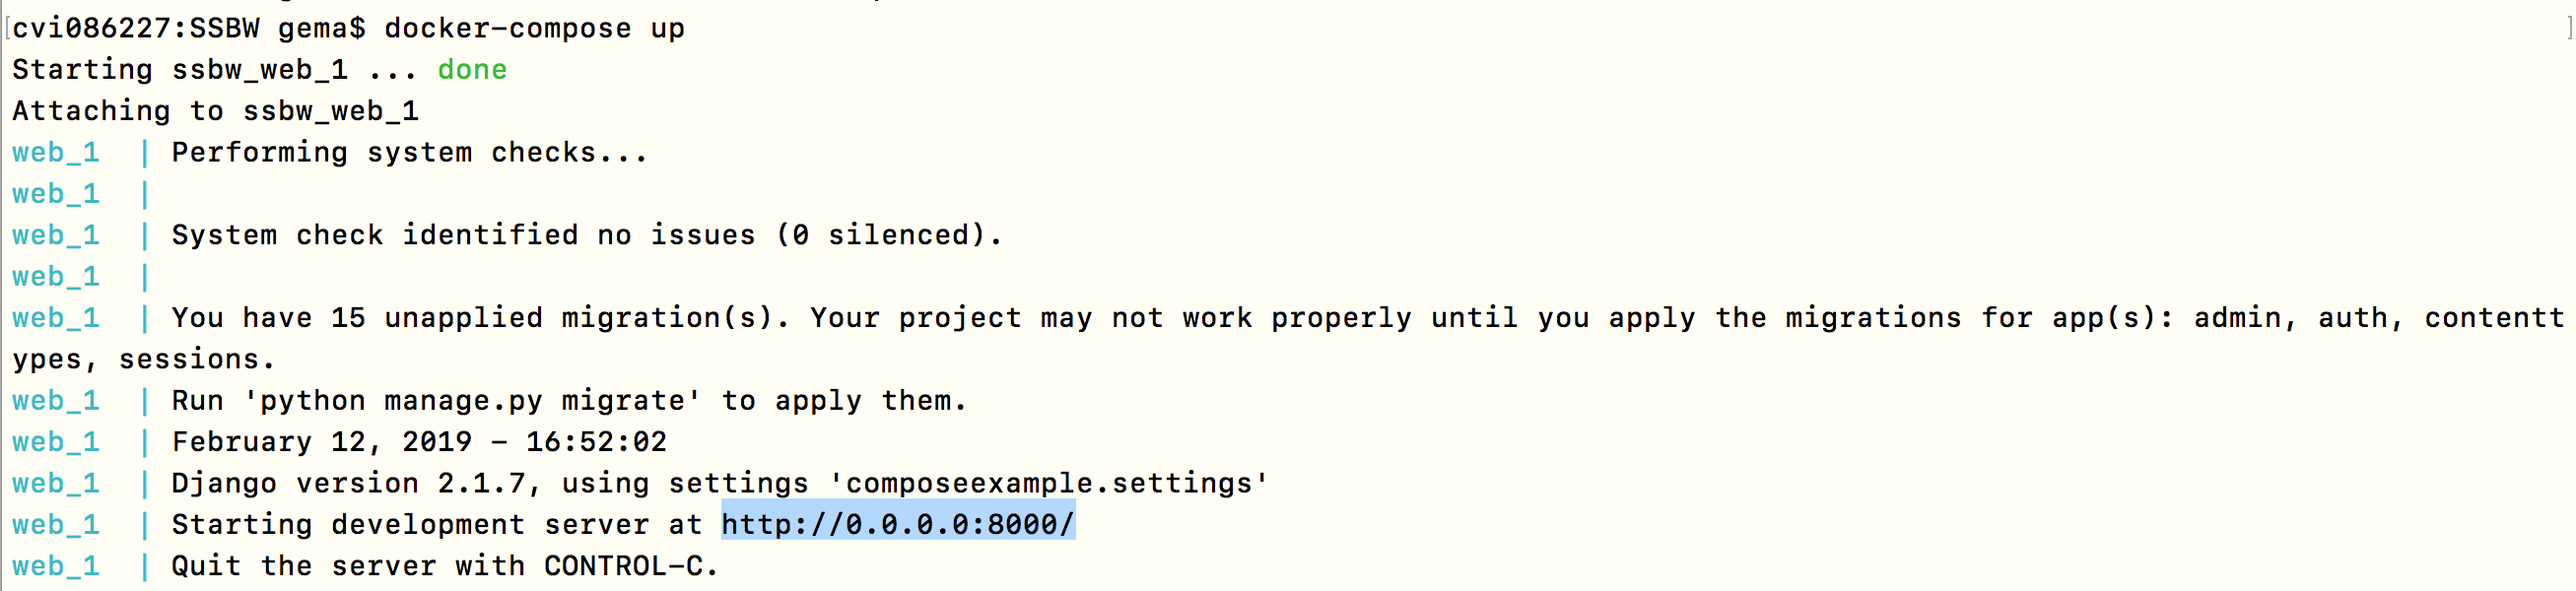 [cvi086227:SSBW gema$ docker-compose up ]
Starting ssbw_web_1 ... done
Attaching to ssbw_web_1
web_1  | Performing system checks...
web_1  |
web_1  | System check identified no issues (0 silenced).
web_1  |
web_1  | You have 15 unapplied migration(s). Your project may not work properly until you apply the migrations for app(s): admin, auth, contentt
ypes, sessions.
web_1  | Run 'python manage.py migrate' to apply them.
web_1  | February 12, 2019 - 16:52:02
web_1  | Django version 2.1.7, using settings 'composeexample.settings'
web_1  | Starting development server at http://0.0.0.0:8000/
web_1  | Quit the server with CONTROL-C.